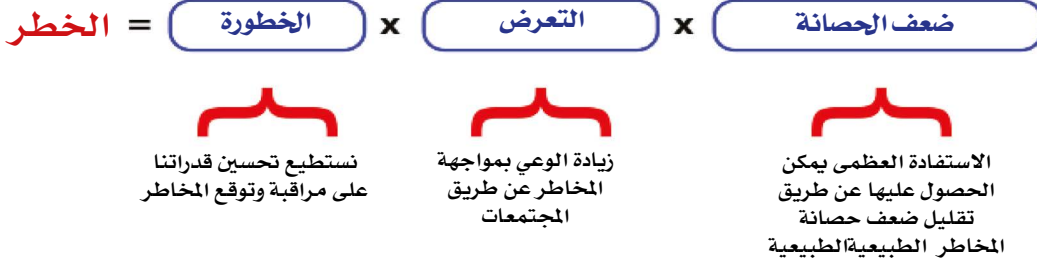 ضعف الحصانة x التعرض x الخطورة = الخطر
الاستفادة العظمى يمكن
الحصول عليها عن طريق
تقليل ضعف حصانة
المخاطر الطبيعيةالطبيعية
زيادة الوعي بمواجهة
المخاطر عن طريق
المجتمعات
نستطيع تحسين قدراتنا
على مراقبة وتوقع المخاطر